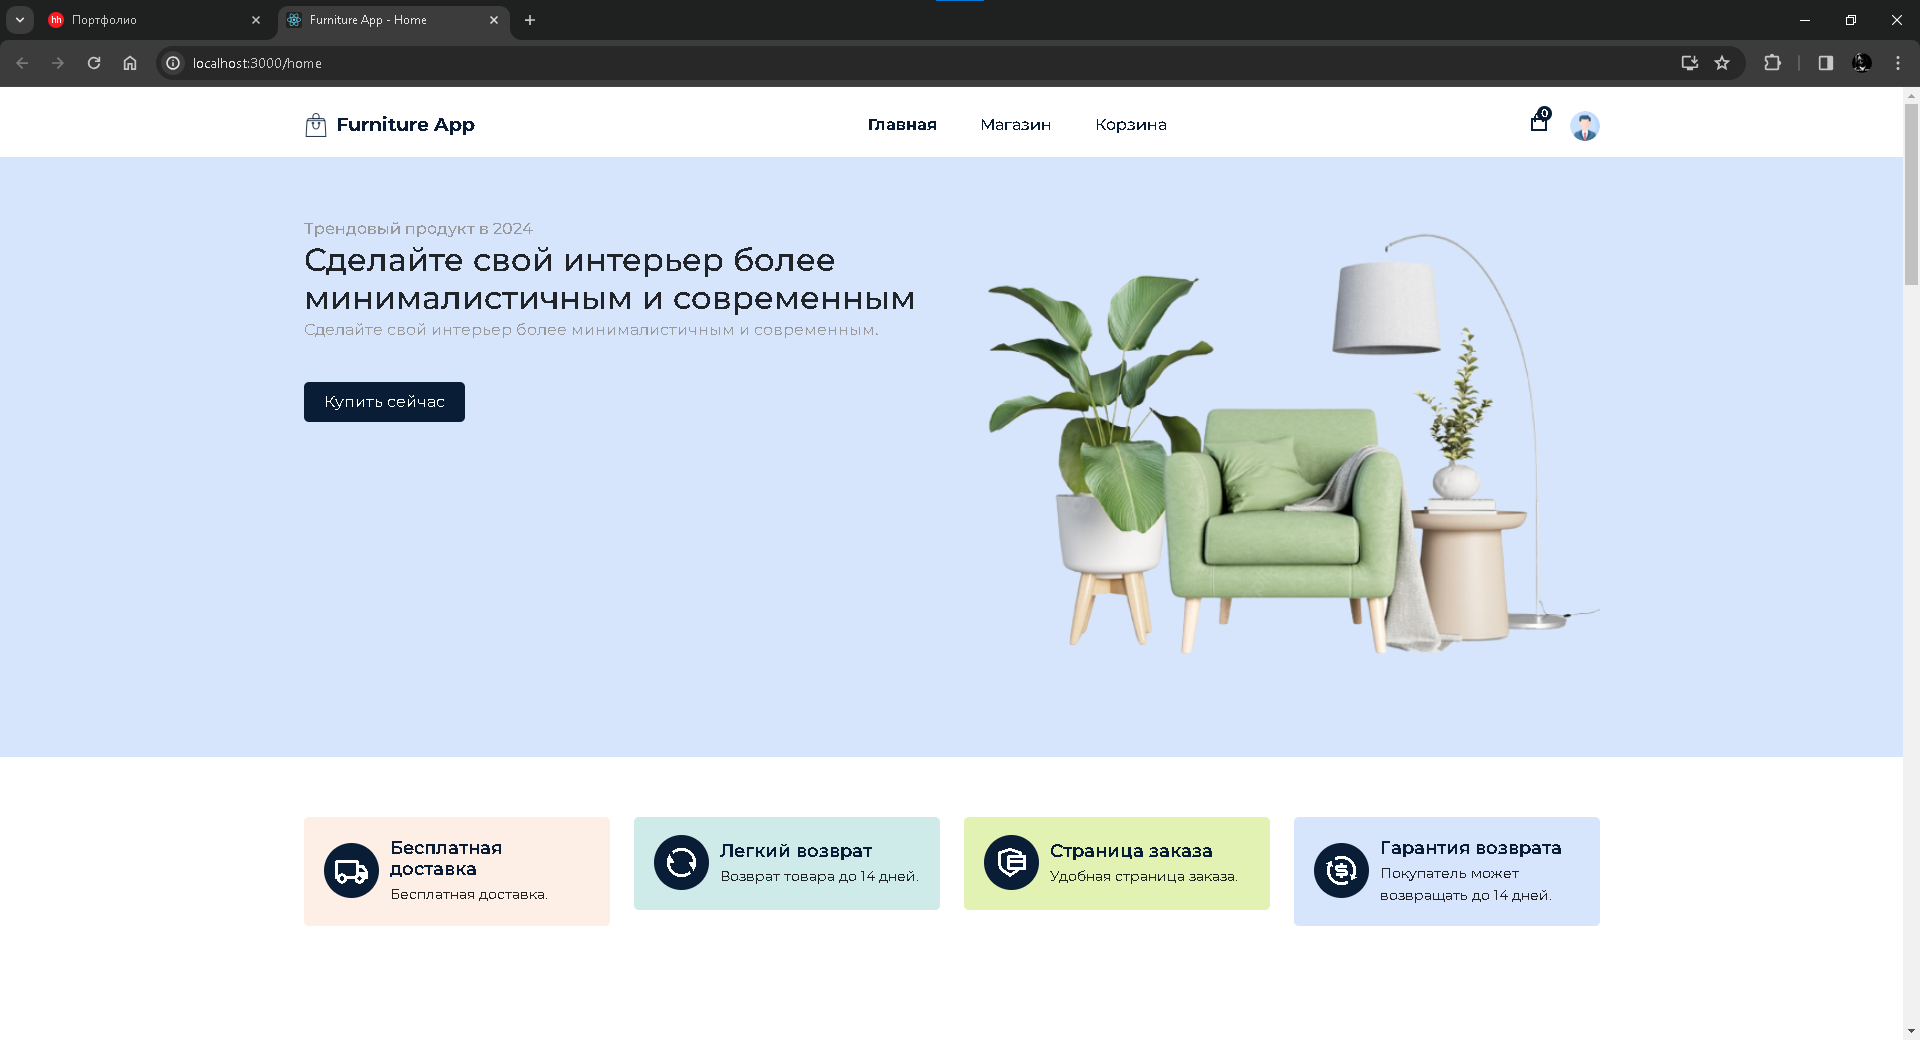 hh Портфолио
Furniture App - Home
localhost:3000/home
Furniture App
Главная Магазин Корзина
0
Трендовый продукт в 2024
Сделайте свой интерьер более
минималистичным и современным
Сделайте свой интерьер более минималистичным и современным.
Купить сейчас
Бесплатная
доставка
Бесплатная доставка.
Легкий возврат
Возврат товара до 14 дней.
Страница заказа
Удобная страница заказа.
Гарантия возврата
Покупатель может
возвращать до 14 дней.